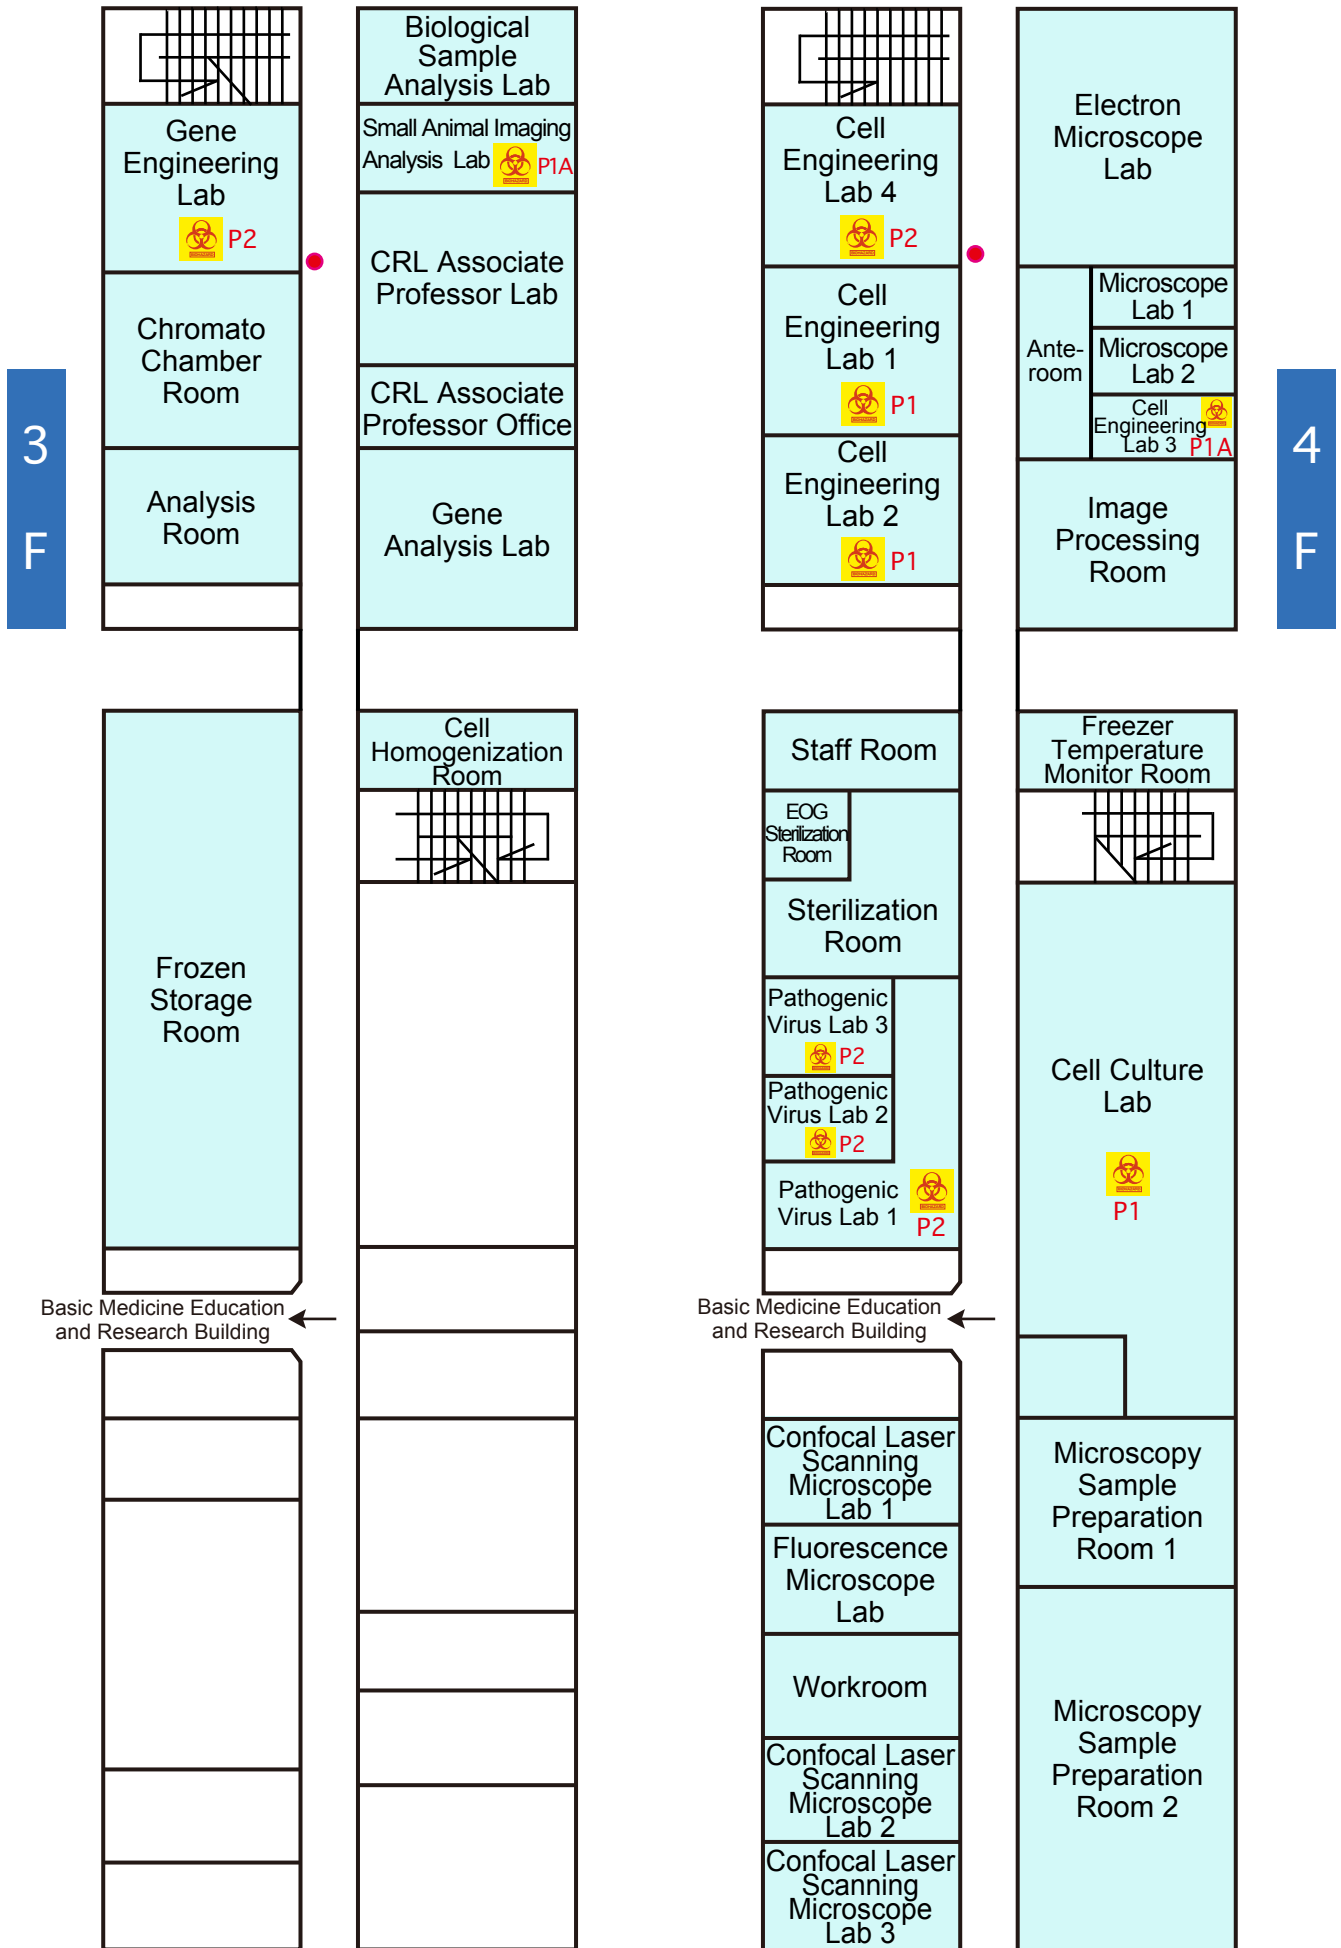 3
F
Gene
Engineering
Lab
P2
Chromato
Chamber
Room
Analysis
Room
Frozen
Storage
Room
Basic Medicine Education
and Research Building
Biological
Sample
Analysis Lab
Small Animal Imaging
Analysis Lab
P1A
CRL Associate
Professor Lab
CRL Associate
Professor Office
Gene
Analysis Lab
Cell
Homogenization
Room
Cell
Engineering
Lab 4
P2
Cell
Engineering
Lab 1
P1
Cell
Engineering
Lab 2
P1
Staff Room
EOG
Sterilization
Room
Sterilization
Room
Pathogenic
Virus Lab 3
P2
Pathogenic
Virus Lab 2
P2
Pathogenic
Virus Lab 1
P2
Basic Medicine Education
and Research Building
Confocal Laser
Scanning
Microscope
Lab 1
Fluorescence
Microscope
Lab
Workroom
Confocal Laser
Scanning
Microscope
Lab 2
Confocal Laser
Scanning
Microscope
Lab 3
Electron
Microscope
Lab
Ante-
room
Microscope
Lab 1
Microscope
Lab 2
Cell
Engineering
Lab 3
P1A
Image
Processing
Room
Freezer
Temperature
Monitor Room
Cell Culture
Lab
P1
Microscopy
Sample
Preparation
Room 1
Microscopy
Sample
Preparation
Room 2
4
F